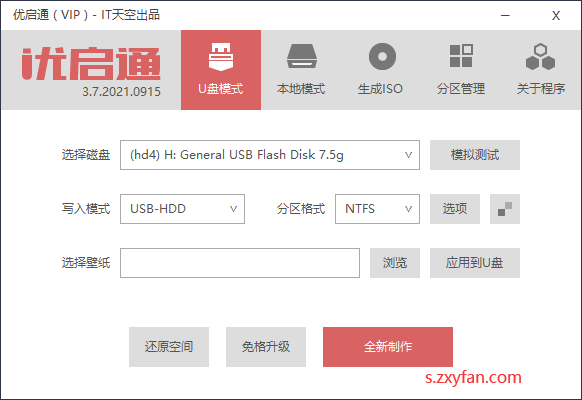 优启通（VIP）- IT天空出品
优启通
3.7.2021.0915
U盘模式
本地模式
生成ISO
分区管理
关于程序
选择磁盘
(hd4) H: General USB Flash Disk 7.5g
模拟测试
写入模式
USB-HDD
分区格式
NTFS
选项
选择壁纸
浏览
应用到U盘
还原空间
免格升级
全新制作
s.zxyfan.com